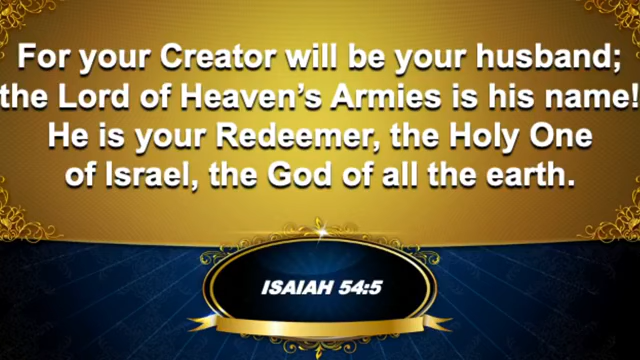 For your Creator will be your husband;
the Lord of Heaven’s Armies is his name!
He is your Redeemer, the Holy One
of Israel, the God of all the earth.
ISAIAH 54:5